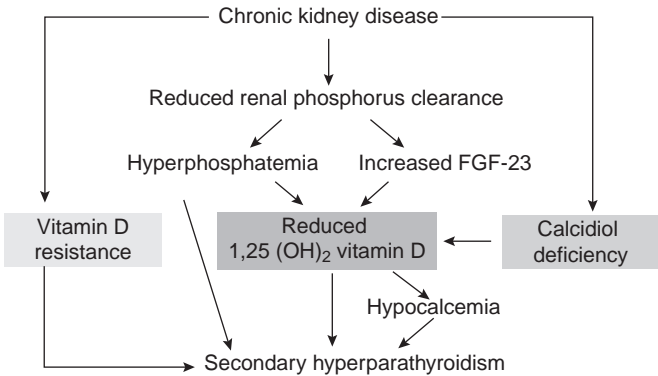 Chronic kidney disease
Reduced renal phosphorus clearance
Hyperphosphatemia
Increased FGF-23
Vitamin D
resistance
Reduced
1,25 (OH)₂ vitamin D
Calcidiol
deficiency
Hypocalcemia
Secondary hyperparathyroidism